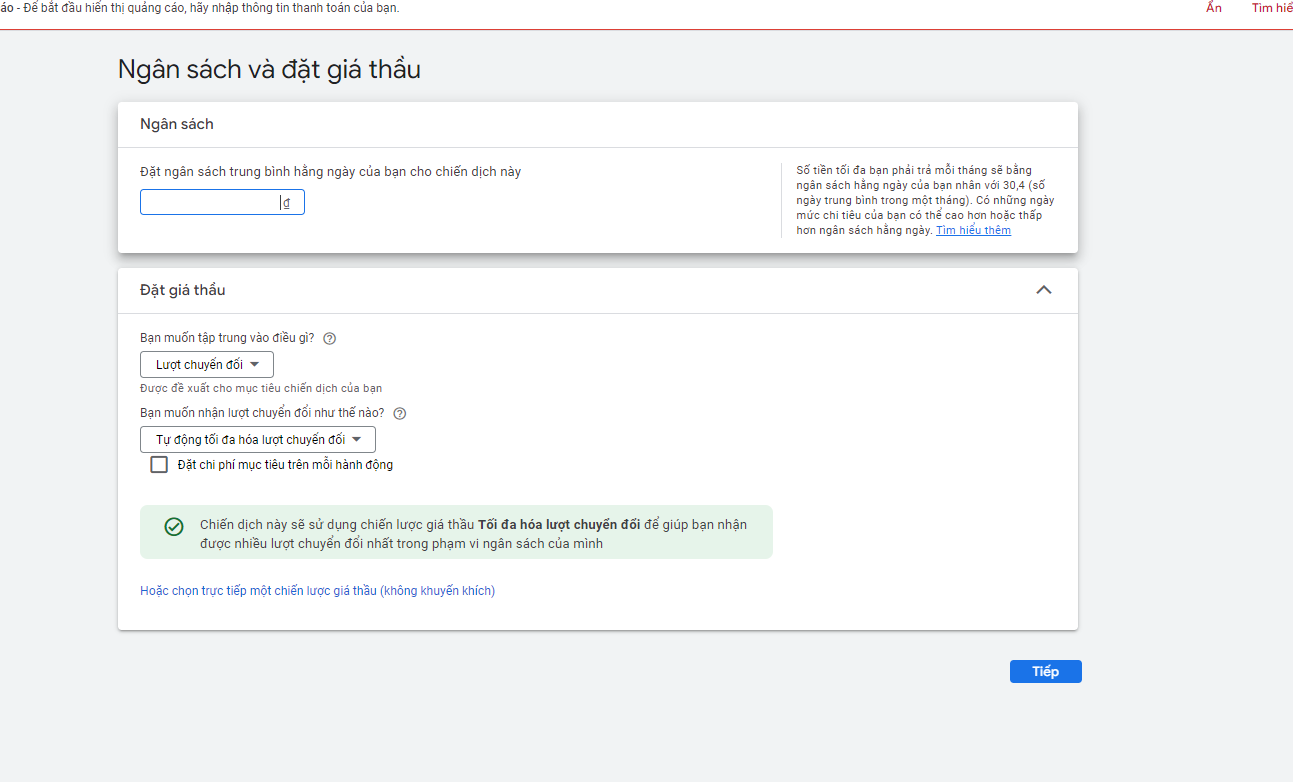 áo - Để bắt đầu hiển thị quảng cáo, hãy nhập thông tin thanh toán của bạn.
Ẩn
Tìm hiể
Ngân sách và đặt giá thầu
Ngân sách
Đặt ngân sách trung bình hằng ngày của bạn cho chiến dịch này
₫
Số tiền tối đa bạn phải trả mỗi tháng sẽ bằng
ngân sách hằng ngày của bạn nhân với 30,4 (số
ngày trung bình trong một tháng). Có những ngày
mức chi tiêu của bạn có thể cao hơn hoặc thấp
hơn ngân sách hằng ngày. Tìm hiểu thêm
Đặt giá thầu
Bạn muốn tập trung vào điều gì?
Lượt chuyển đổi
Được đề xuất cho mục tiêu chiến dịch của bạn
Bạn muốn nhận lượt chuyển đổi như thế nào?
Tự động tối đa hóa lượt chuyển đổi
Đặt chi phí mục tiêu trên mỗi hành động
Chiến dịch này sẽ sử dụng chiến lược giá thầu Tối đa hóa lượt chuyển đổi để giúp bạn nhận
được nhiều lượt chuyển đổi nhất trong phạm vi ngân sách của mình
Hoặc chọn trực tiếp một chiến lược giá thầu (không khuyến khích)
Tiếp